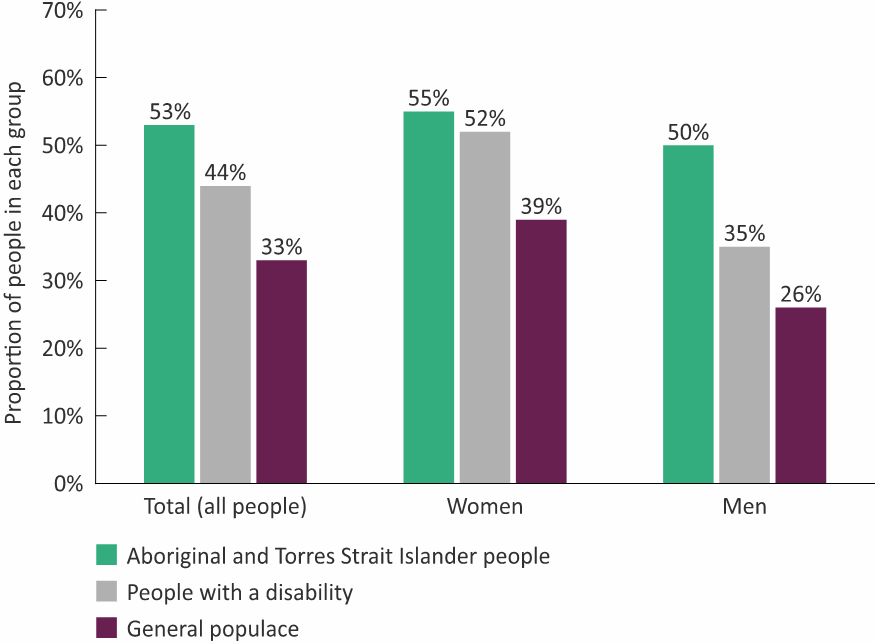 70%
60%
50%
40%
30%
20%
10%
0%
Proportion of people in each group
53%
44%
33%
55%
52%
39%
50%
35%
26%
Total (all people)
Women
Men
Aboriginal and Torres Strait Islander people
People with a disability
General populace